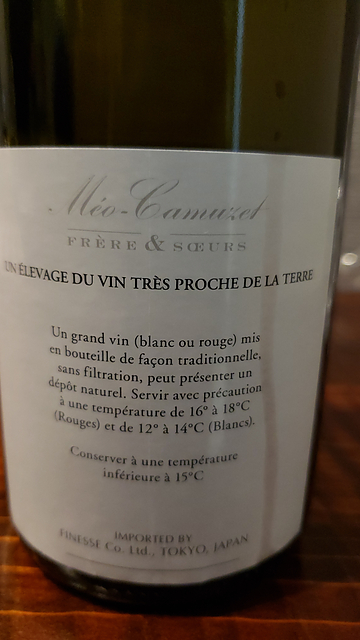 Méo-Camuzet
FRÈRE & SŒURS
UN ÉLEVAGE DU VIN TRÈS PROCHE DE LA TERRE
Un grand vin (blanc ou rouge) mis
en bouteille de façon traditionnelle,
sans filtration, peut présenter un
dépôt naturel. Servir avec précaution
à une température de 16° à 18°C
(Rouges) et de 12° à 14°C (Blancs).
Conserver à une température
inférieure à 15°C
IMPORTED BY
FINESSE Co. Ltd., TOKYO, JAPAN